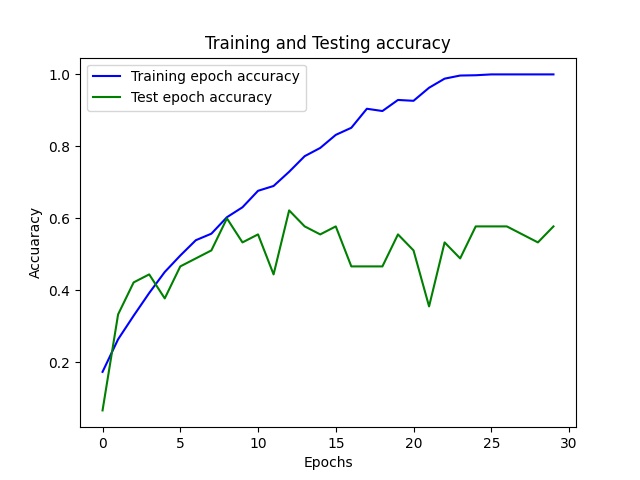 Training and Testing accuracy
Training epoch accuracy
Test epoch accuracy
1.0
0.8
0.6
0.4
0.2
Accuaracy
0 5 10 15 20 25 30
Epochs